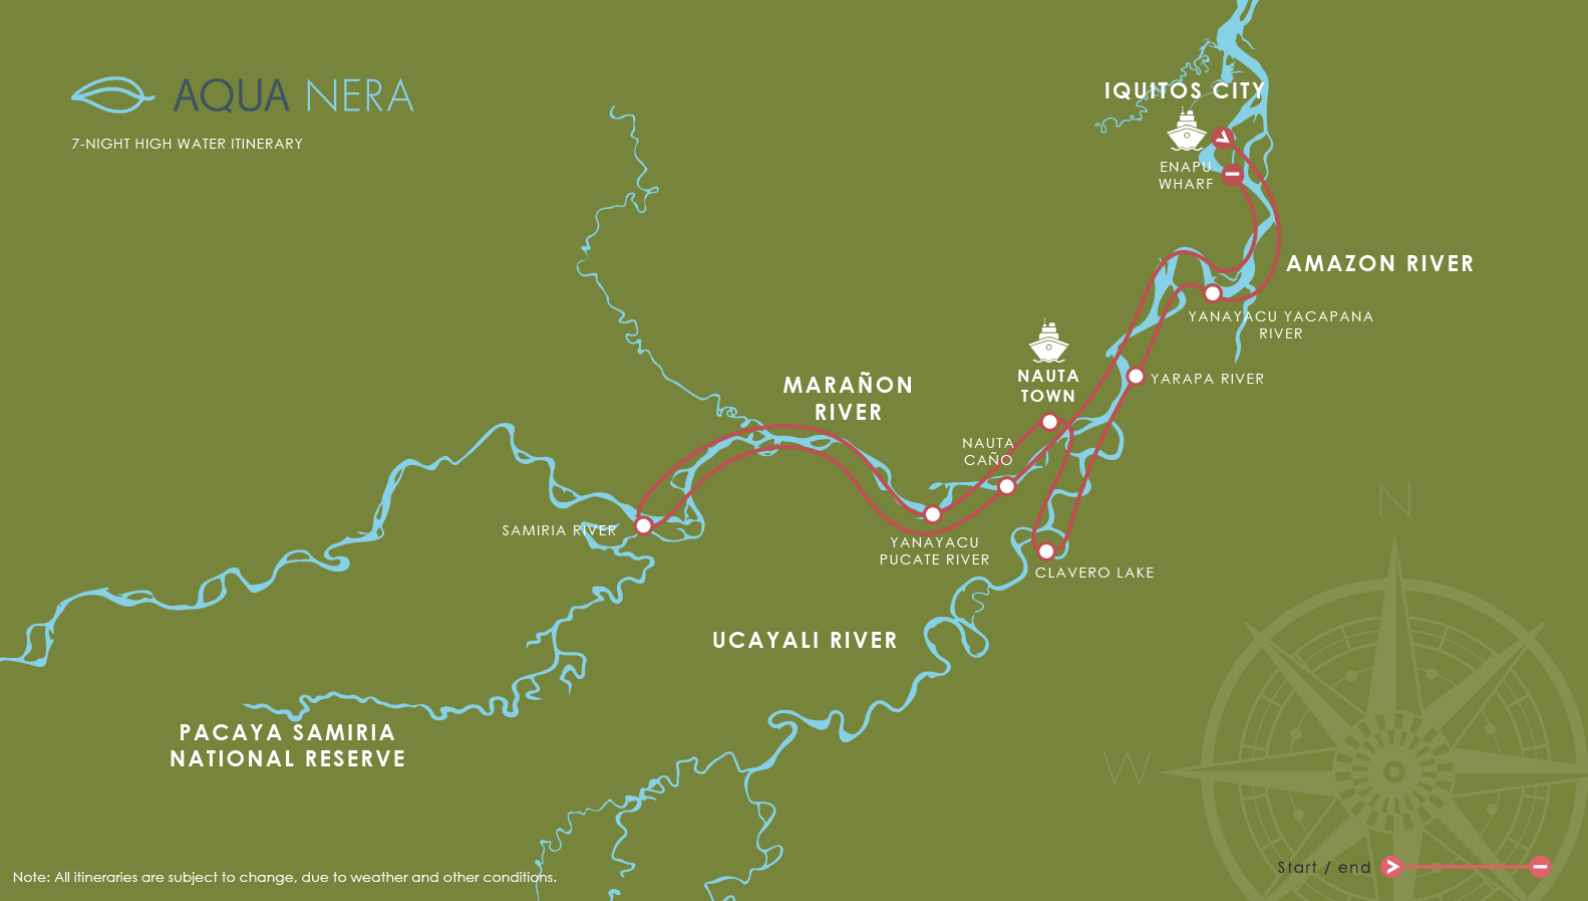 AQUA NERA
7-NIGHT HIGH WATER ITINERARY
IQUITOS CITY
ENAPU
WHARF
AMAZON RIVER
YANAYACU YACAPANA
RIVER
NAUTA
TOWN
YARAPA RIVER
MARAÑON
RIVER
NAUTA
CAÑO
SAMIRIA RIVER
YANAYACU
PUCATE RIVER
CLAVERO LAKE
UCAYALI RIVER
PACAYA SAMIRIA
NATIONAL RESERVE
N
W
Start / end
Note: All itineraries are subject to change, due to weather and other conditions.